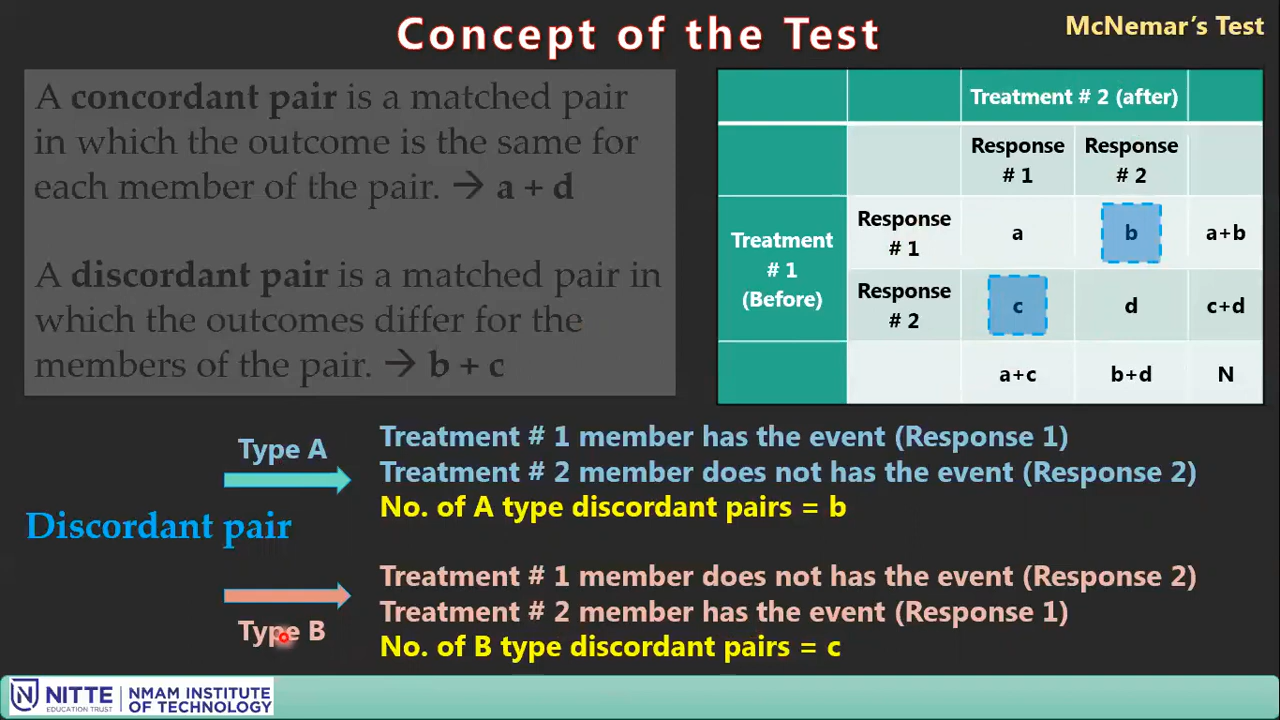 Concept of the Test
McNemar's Test
A concordant pair is a matched pair
in which the outcome is the same for
each member of the pair. → a + d
A discordant pair is a matched pair in
which the outcomes differ for the
members of the pair. → b + c
Treatment # 2 (after)
Response Response
# 1 # 2
Treatment
# 1
(Before)
Response
# 1
a b a+b
Response
# 2
c d c+d
a+c b+d N
Discordant pair
Type A
Treatment # 1 member has the event (Response 1)
Treatment # 2 member does not has the event (Response 2)
No. of A type discordant pairs = b
Type B
Treatment # 1 member does not has the event (Response 2)
Treatment # 2 member has the event (Response 1)
No. of B type discordant pairs = c
NITTE
EDUCATION TRUST
NMAM INSTITUTE
OF TECHNOLOGY